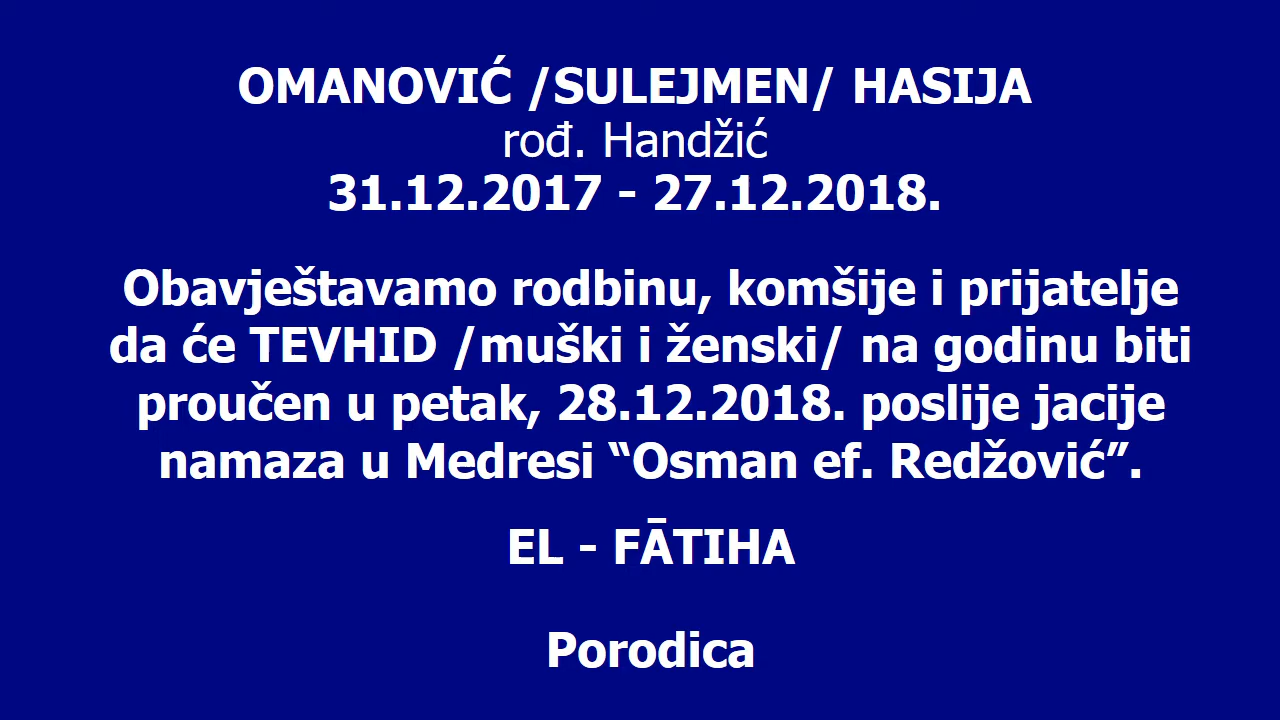 OMANOVIĆ /SULEJMEN/ HASIJA
rođ. Handžić
31.12.2017 - 27.12.2018.
Obavještavamo rodbinu, komšije i prijatelje
da će TEVHID /muški i ženski/ na godinu biti
proučen u petak, 28.12.2018. poslije jacije
namaza u Medresi “Osman ef. Redžović”.
EL - FĀTIHA
Porodica